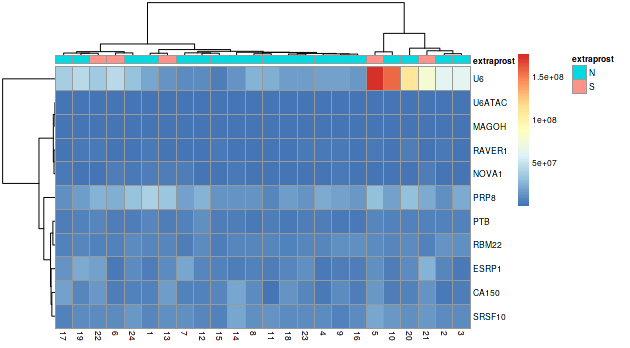 extraprost
U6
U6ATAC
MAGOH
RAVER1
NOVA1
PRP8
PTB
RBM22
ESRP1
CA150
SRSF10
17 19 22 6 24 1 13 7 12 15 14 8 11 18 23 4 9 16 5 10 20 21 2 3
1.5e+08
1e+08
5e+07
extraprost
N
S